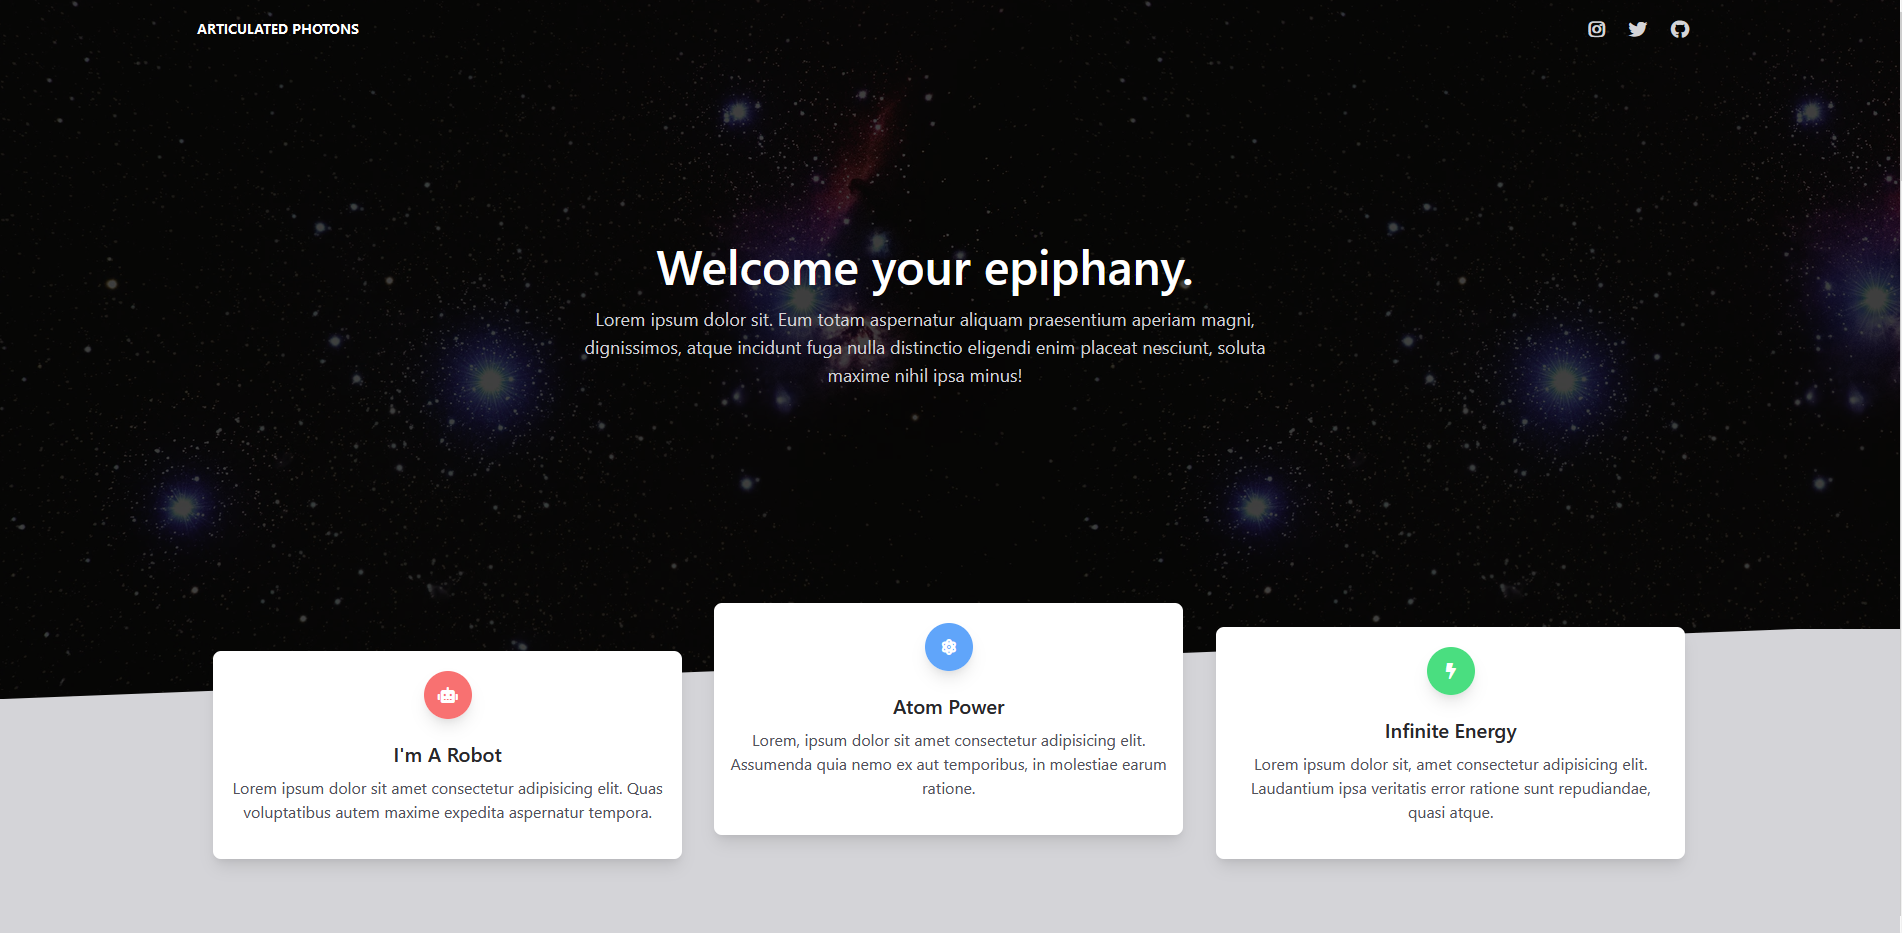 ARTICULATED PHOTONS
Welcome your epiphany.
Lorem ipsum dolor sit. Eum totam aspernatur aliquam praesentium aperiam magni,
dignissimos, atque incidunt fuga nulla distinctio eligendi enim placeat nesciunt, soluta
maxime nihil ipsa minus!
I'm A Robot
Lorem ipsum dolor sit amet consectetur adipisicing elit. Quas
voluptatibus autem maxime expedita aspernatur tempora.
Atom Power
Lorem, ipsum dolor sit amet consectetur adipisicing elit.
Assumenda quia nemo ex aut temporibus, in molestiae earum
ratione.
Infinite Energy
Lorem ipsum dolor sit, amet consectetur adipisicing elit.
Laudantium ipsa veritatis error ratione sunt repudiandae,
quasi atque.